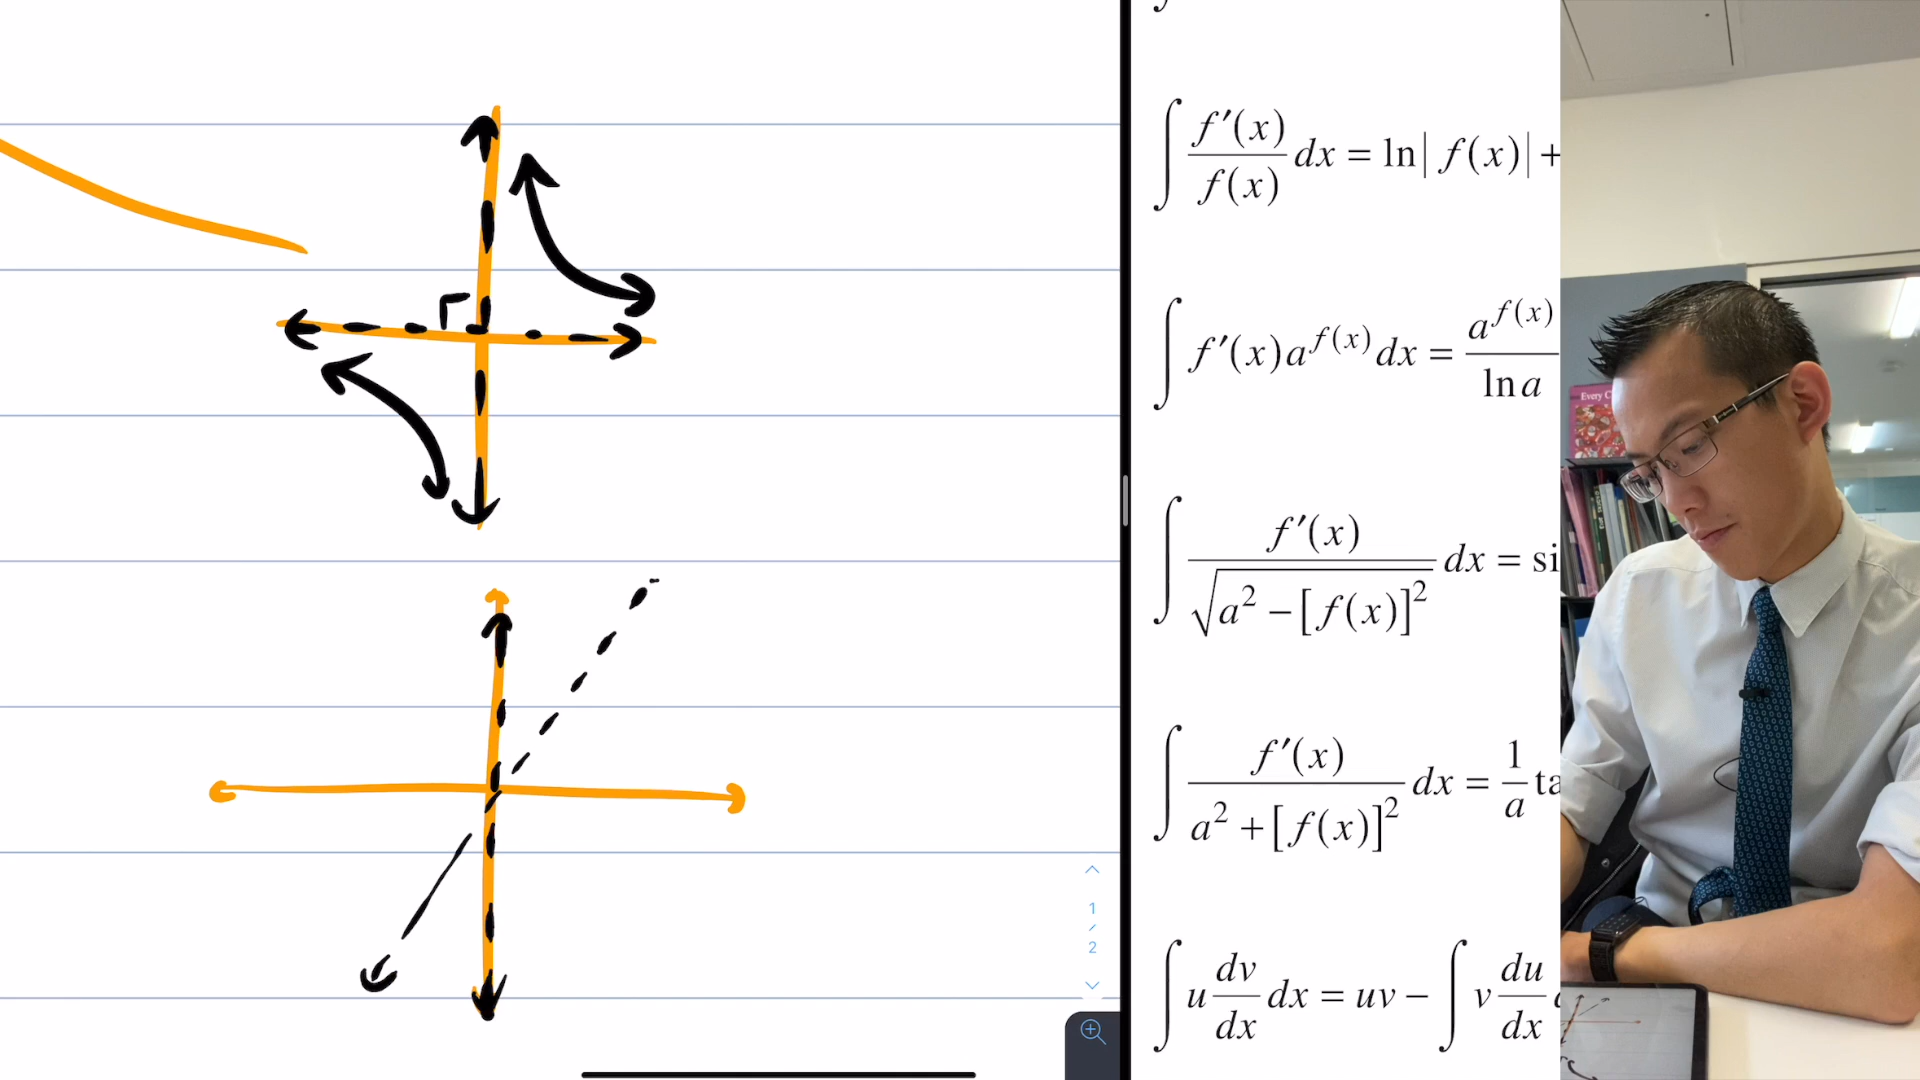 ∫ f′(x)/f(x) dx = ln| f(x)| +
∫ f′(x)a^f(x) dx = a^f(x)/ln a
∫ f′(x)/√(a² − [f(x)]²) dx = si
∫ f′(x)/(a² + [f(x)]²) dx = 1/a ta
∫ u dv/dx dx = uv − ∫ v du/dx
1
/
2
Every C